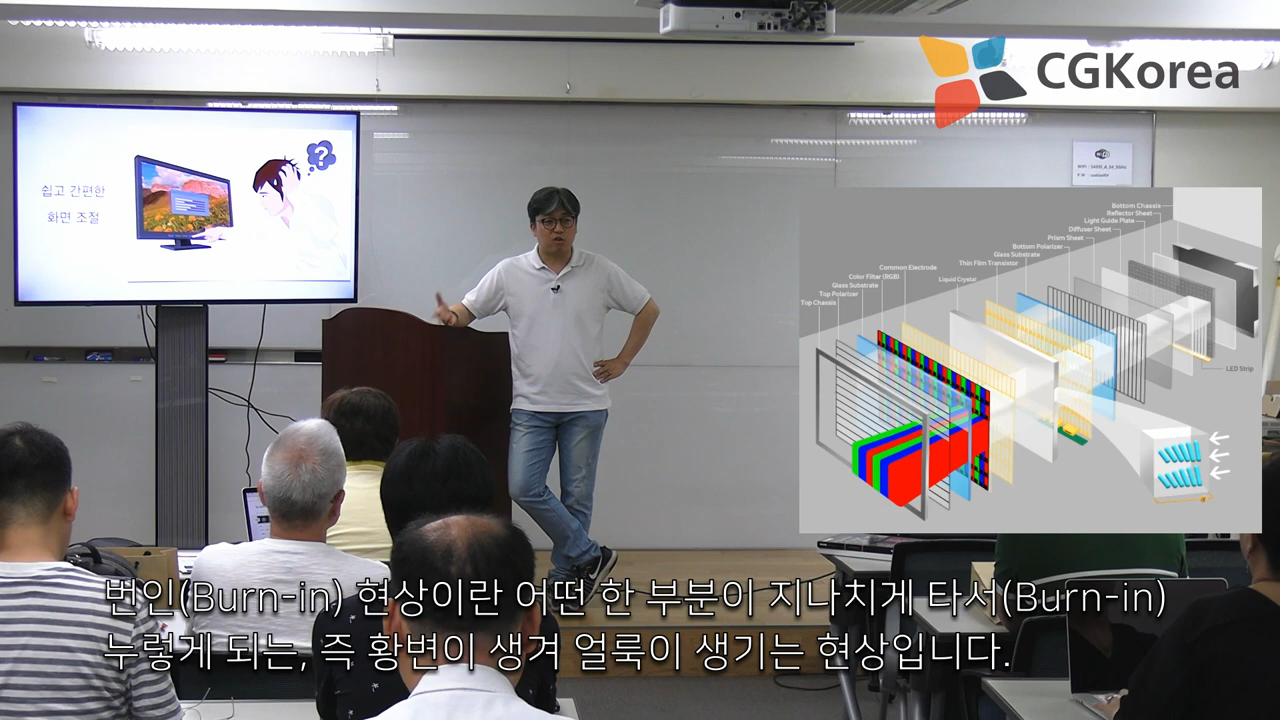 CGKorea
쉽고 간편한
화면 조절
Bottom Chassis
Reflector Sheet
Light Guide Plate
Diffuser Sheet
Prism Sheet
Bottom Polarizer
Glass Substrate
Thin Film Transistor
Liquid Crystal
Common Electrode
Color Filter (RGB)
Glass Substrate
Top Polarizer
Top Chassis
LED Strip
번인(Burn-in) 현상이란 어떤 한 부분이 지나치게 타서(Burn-in)
누렇게 되는, 즉 황변이 생겨 얼룩이 생기는 현상입니다.